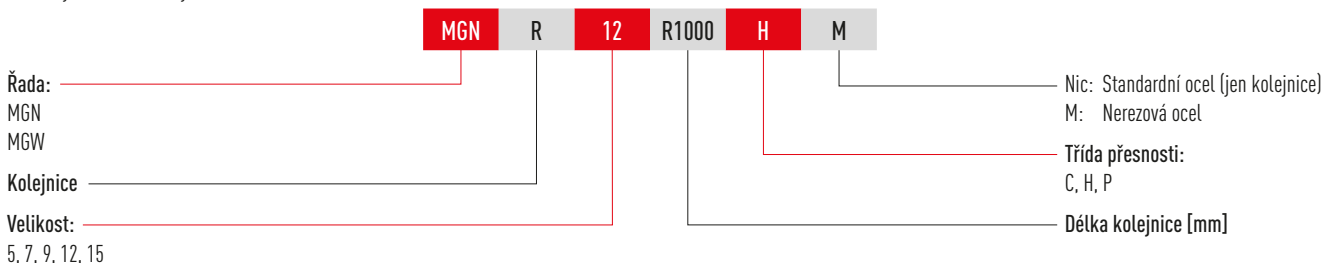 MGN R 12 R1000 H M
Řada:
MGN
MGW
Kolejnice
Velikost:
5, 7, 9, 12, 15
Nic: Standardní ocel (jen kolejnice)
M: Nerezová ocel
Třída přesnosti:
C, H, P
Délka kolejnice [mm]